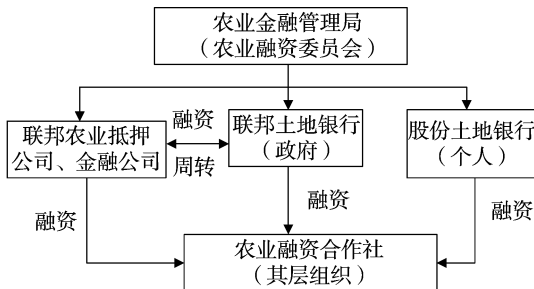 农业金融管理局
（农业融资委员会）
联邦农业抵押
公司、金融公司
融资
周转
联邦土地银行
（政府）
股份土地银行
（个人）
融资
融资
融资
农业融资合作社
（其层组织）